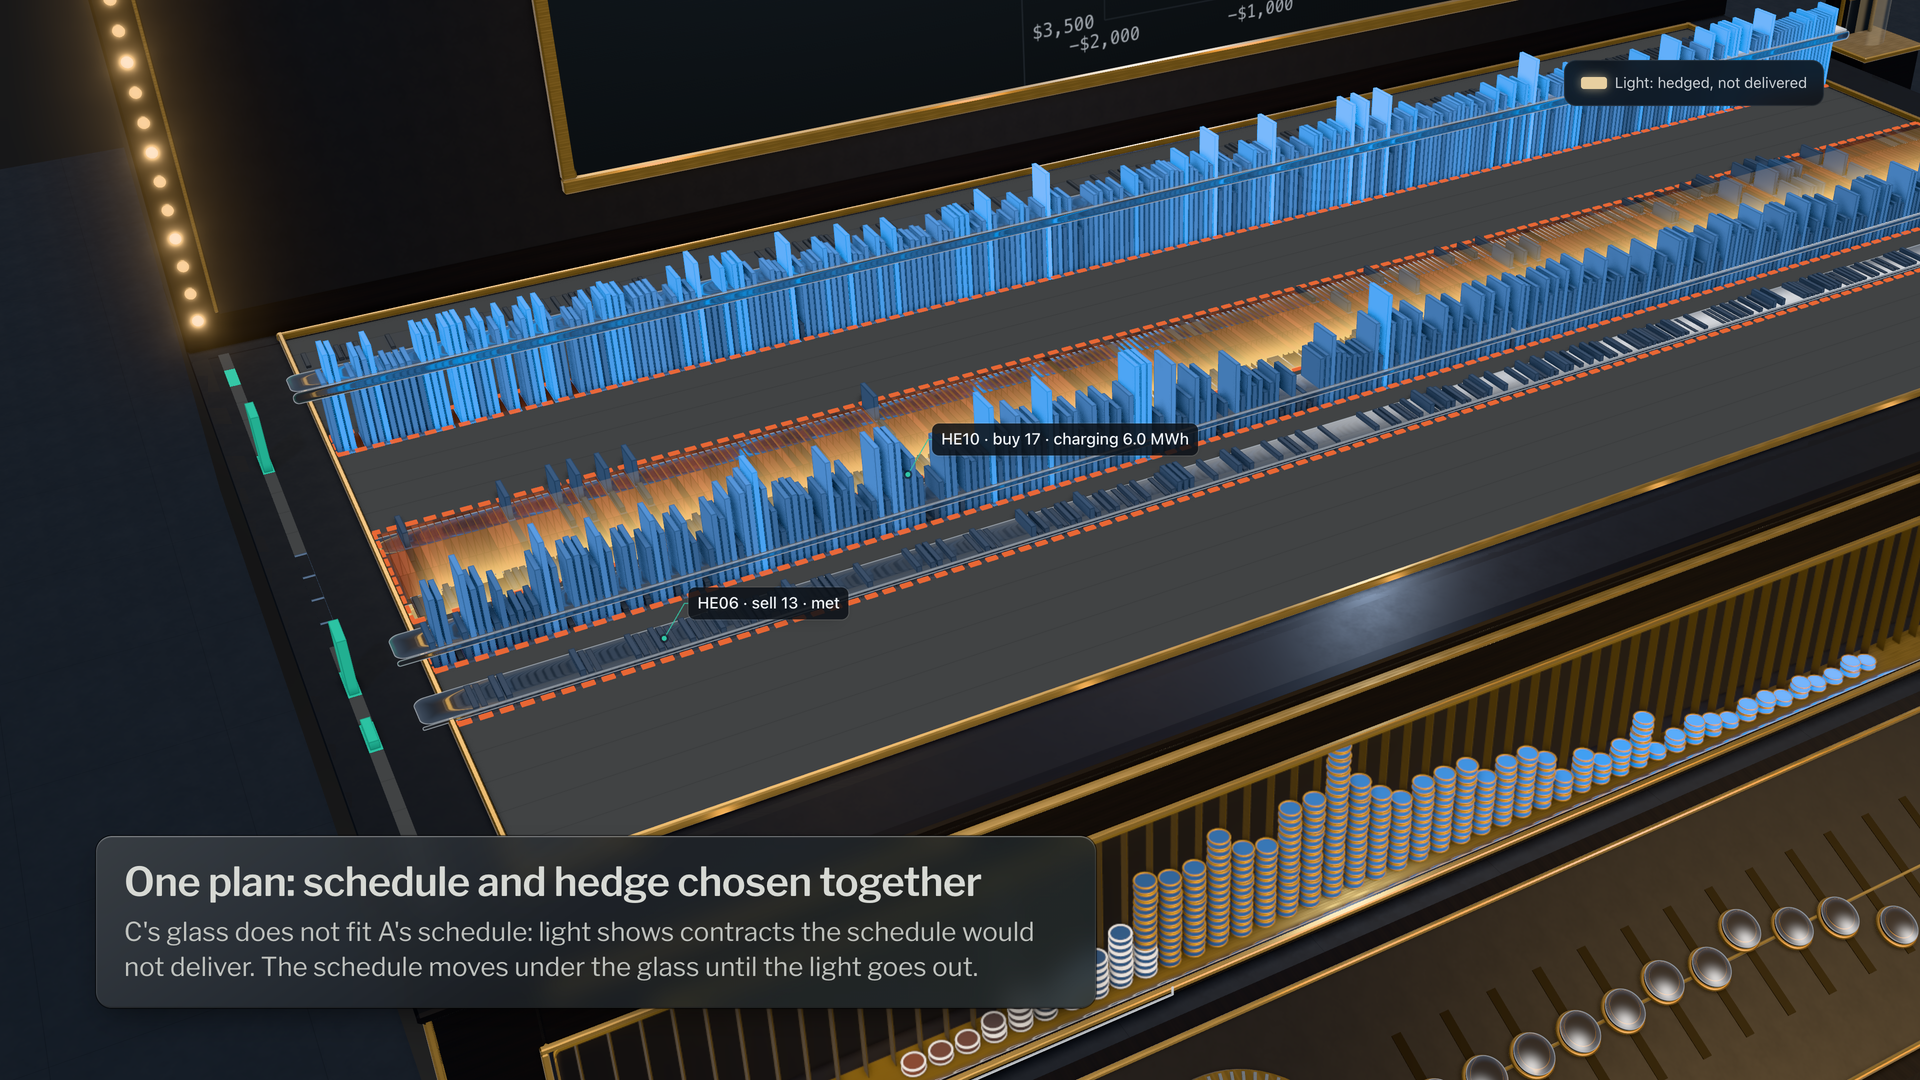 $3,500
−$2,000
−$1,000
Light: hedged, not delivered
HE10 · buy 17 · charging 6.0 MWh
HE06 · sell 13 · met
One plan: schedule and hedge chosen together
C's glass does not fit A's schedule: light shows contracts the schedule would
not deliver. The schedule moves under the glass until the light goes out.